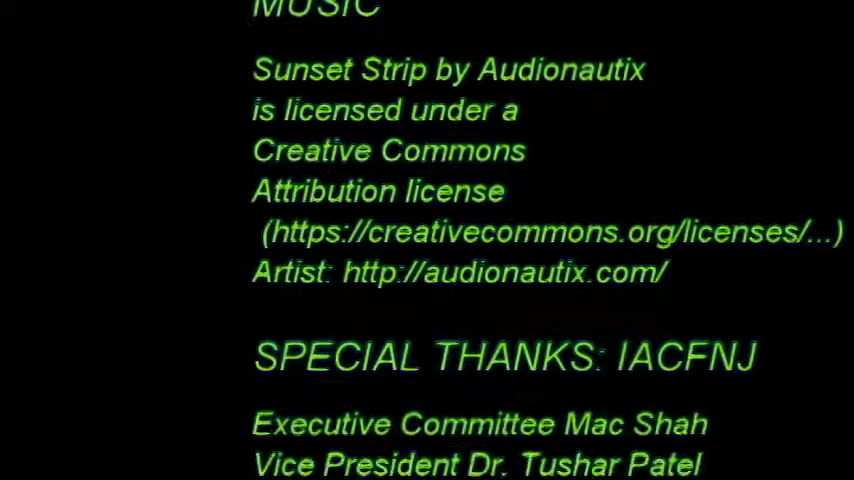 MUSIC
Sunset Strip by Audionautix
is licensed under a
Creative Commons
Attribution license
(https://creativecommons.org/licenses/...)
Artist: http://audionautix.com/
SPECIAL THANKS: IACFNJ
Executive Committee Mac Shah
Vice President Dr. Tushar Patel